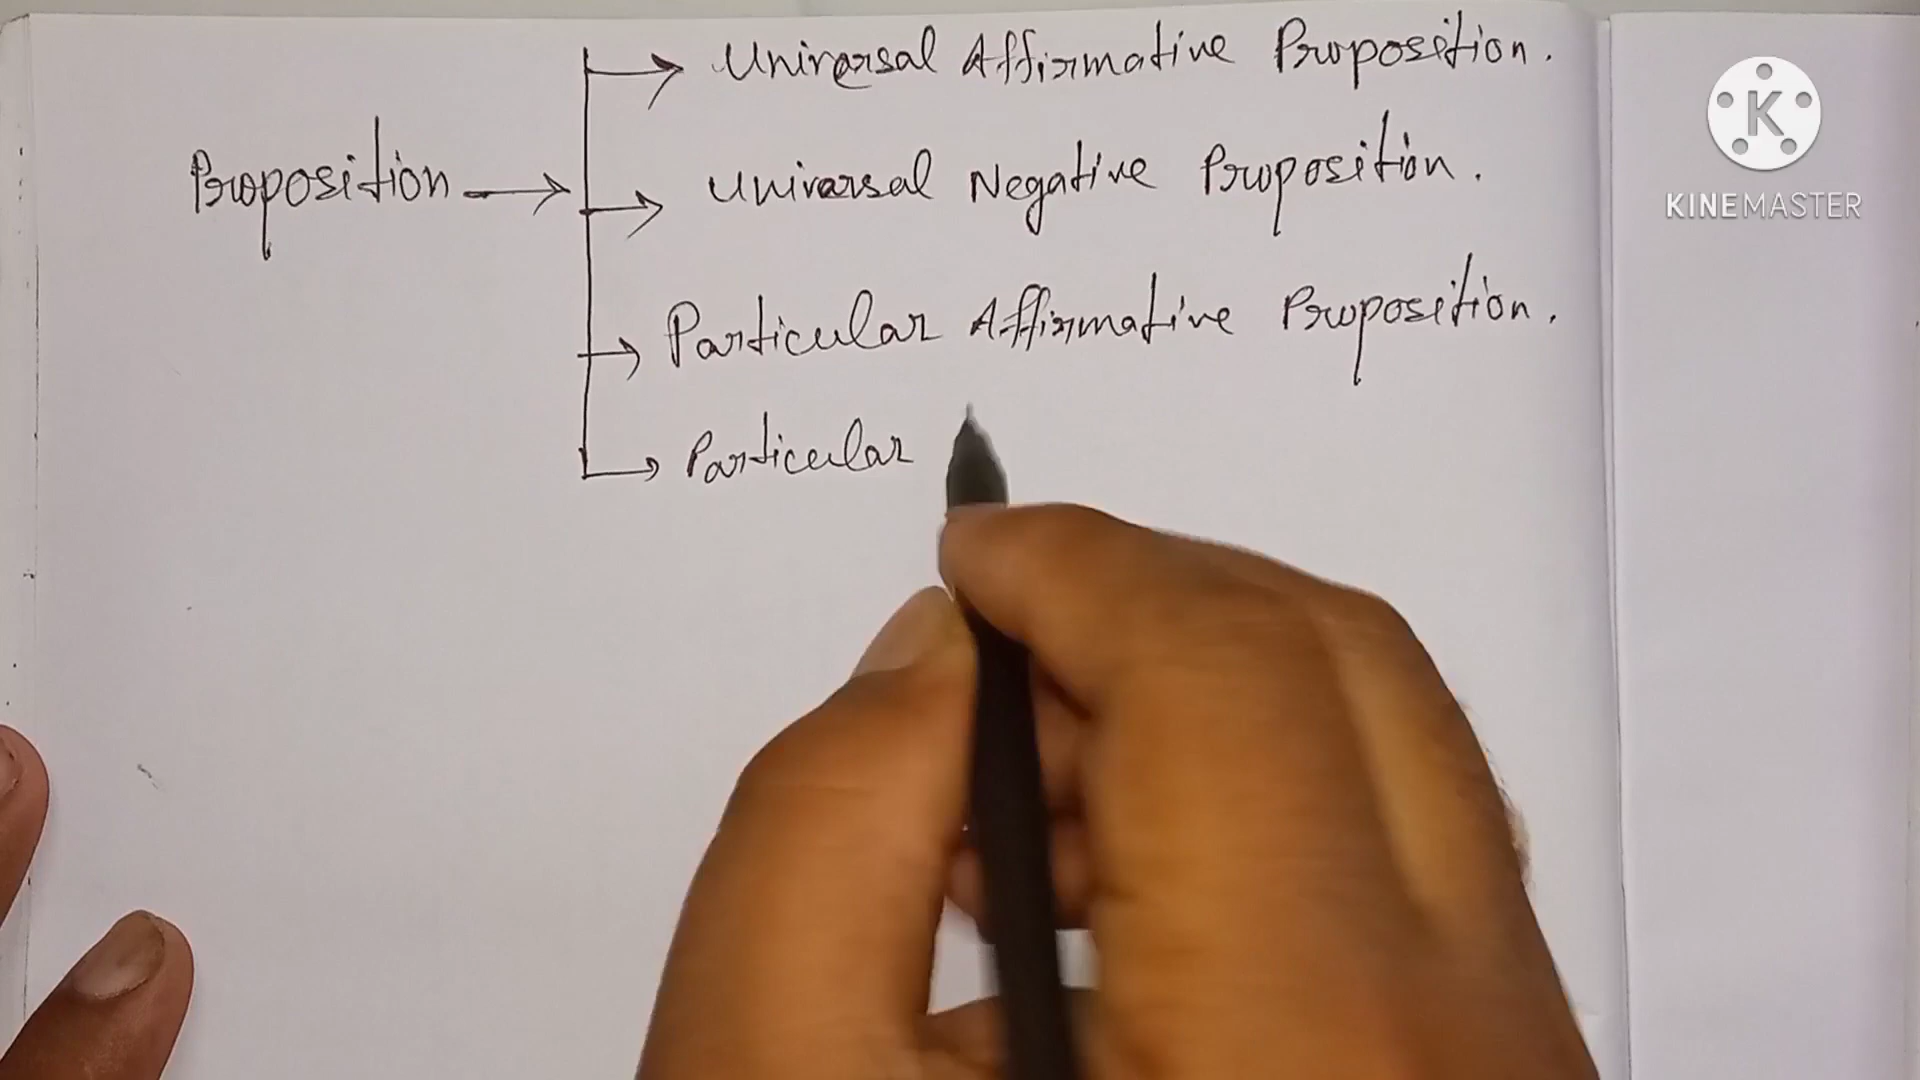 Universal Affirmative Proposition.
Proposition
Universal Negative Proposition.
Particular Affirmative Proposition.
Particular
K
KINEMASTER